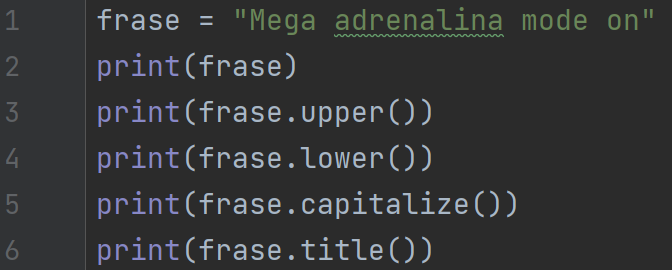 1 frase = "Mega adrenalina mode on"
2 print(frase)
3 print(frase.upper())
4 print(frase.lower())
5 print(frase.capitalize())
6 print(frase.title())